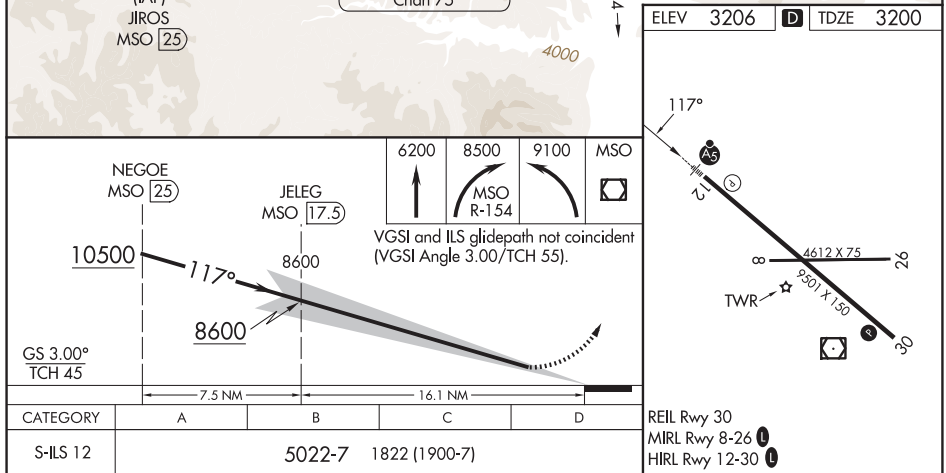 (IAF)
JIROS
MSO 25
Chan 75
4
4000
ELEV 3206 D TDZE 3200
117°
A5
P
12
8
4612 X 75
26
9501 X 150
TWR
P
30
REIL Rwy 30
MIRL Rwy 8-26 L
HIRL Rwy 12-30 L
6200 8500 9100 MSO
MSO
R-154
VGSI and ILS glidepath not coincident
(VGSI Angle 3.00/TCH 55).
NEGOE
MSO 25
JELEG
MSO 17.5
10500
117°
8600
8600
GS 3.00°
TCH 45
7.5 NM 16.1 NM
CATEGORY A B C D
S-ILS 12 5022-7 1822 (1900-7)